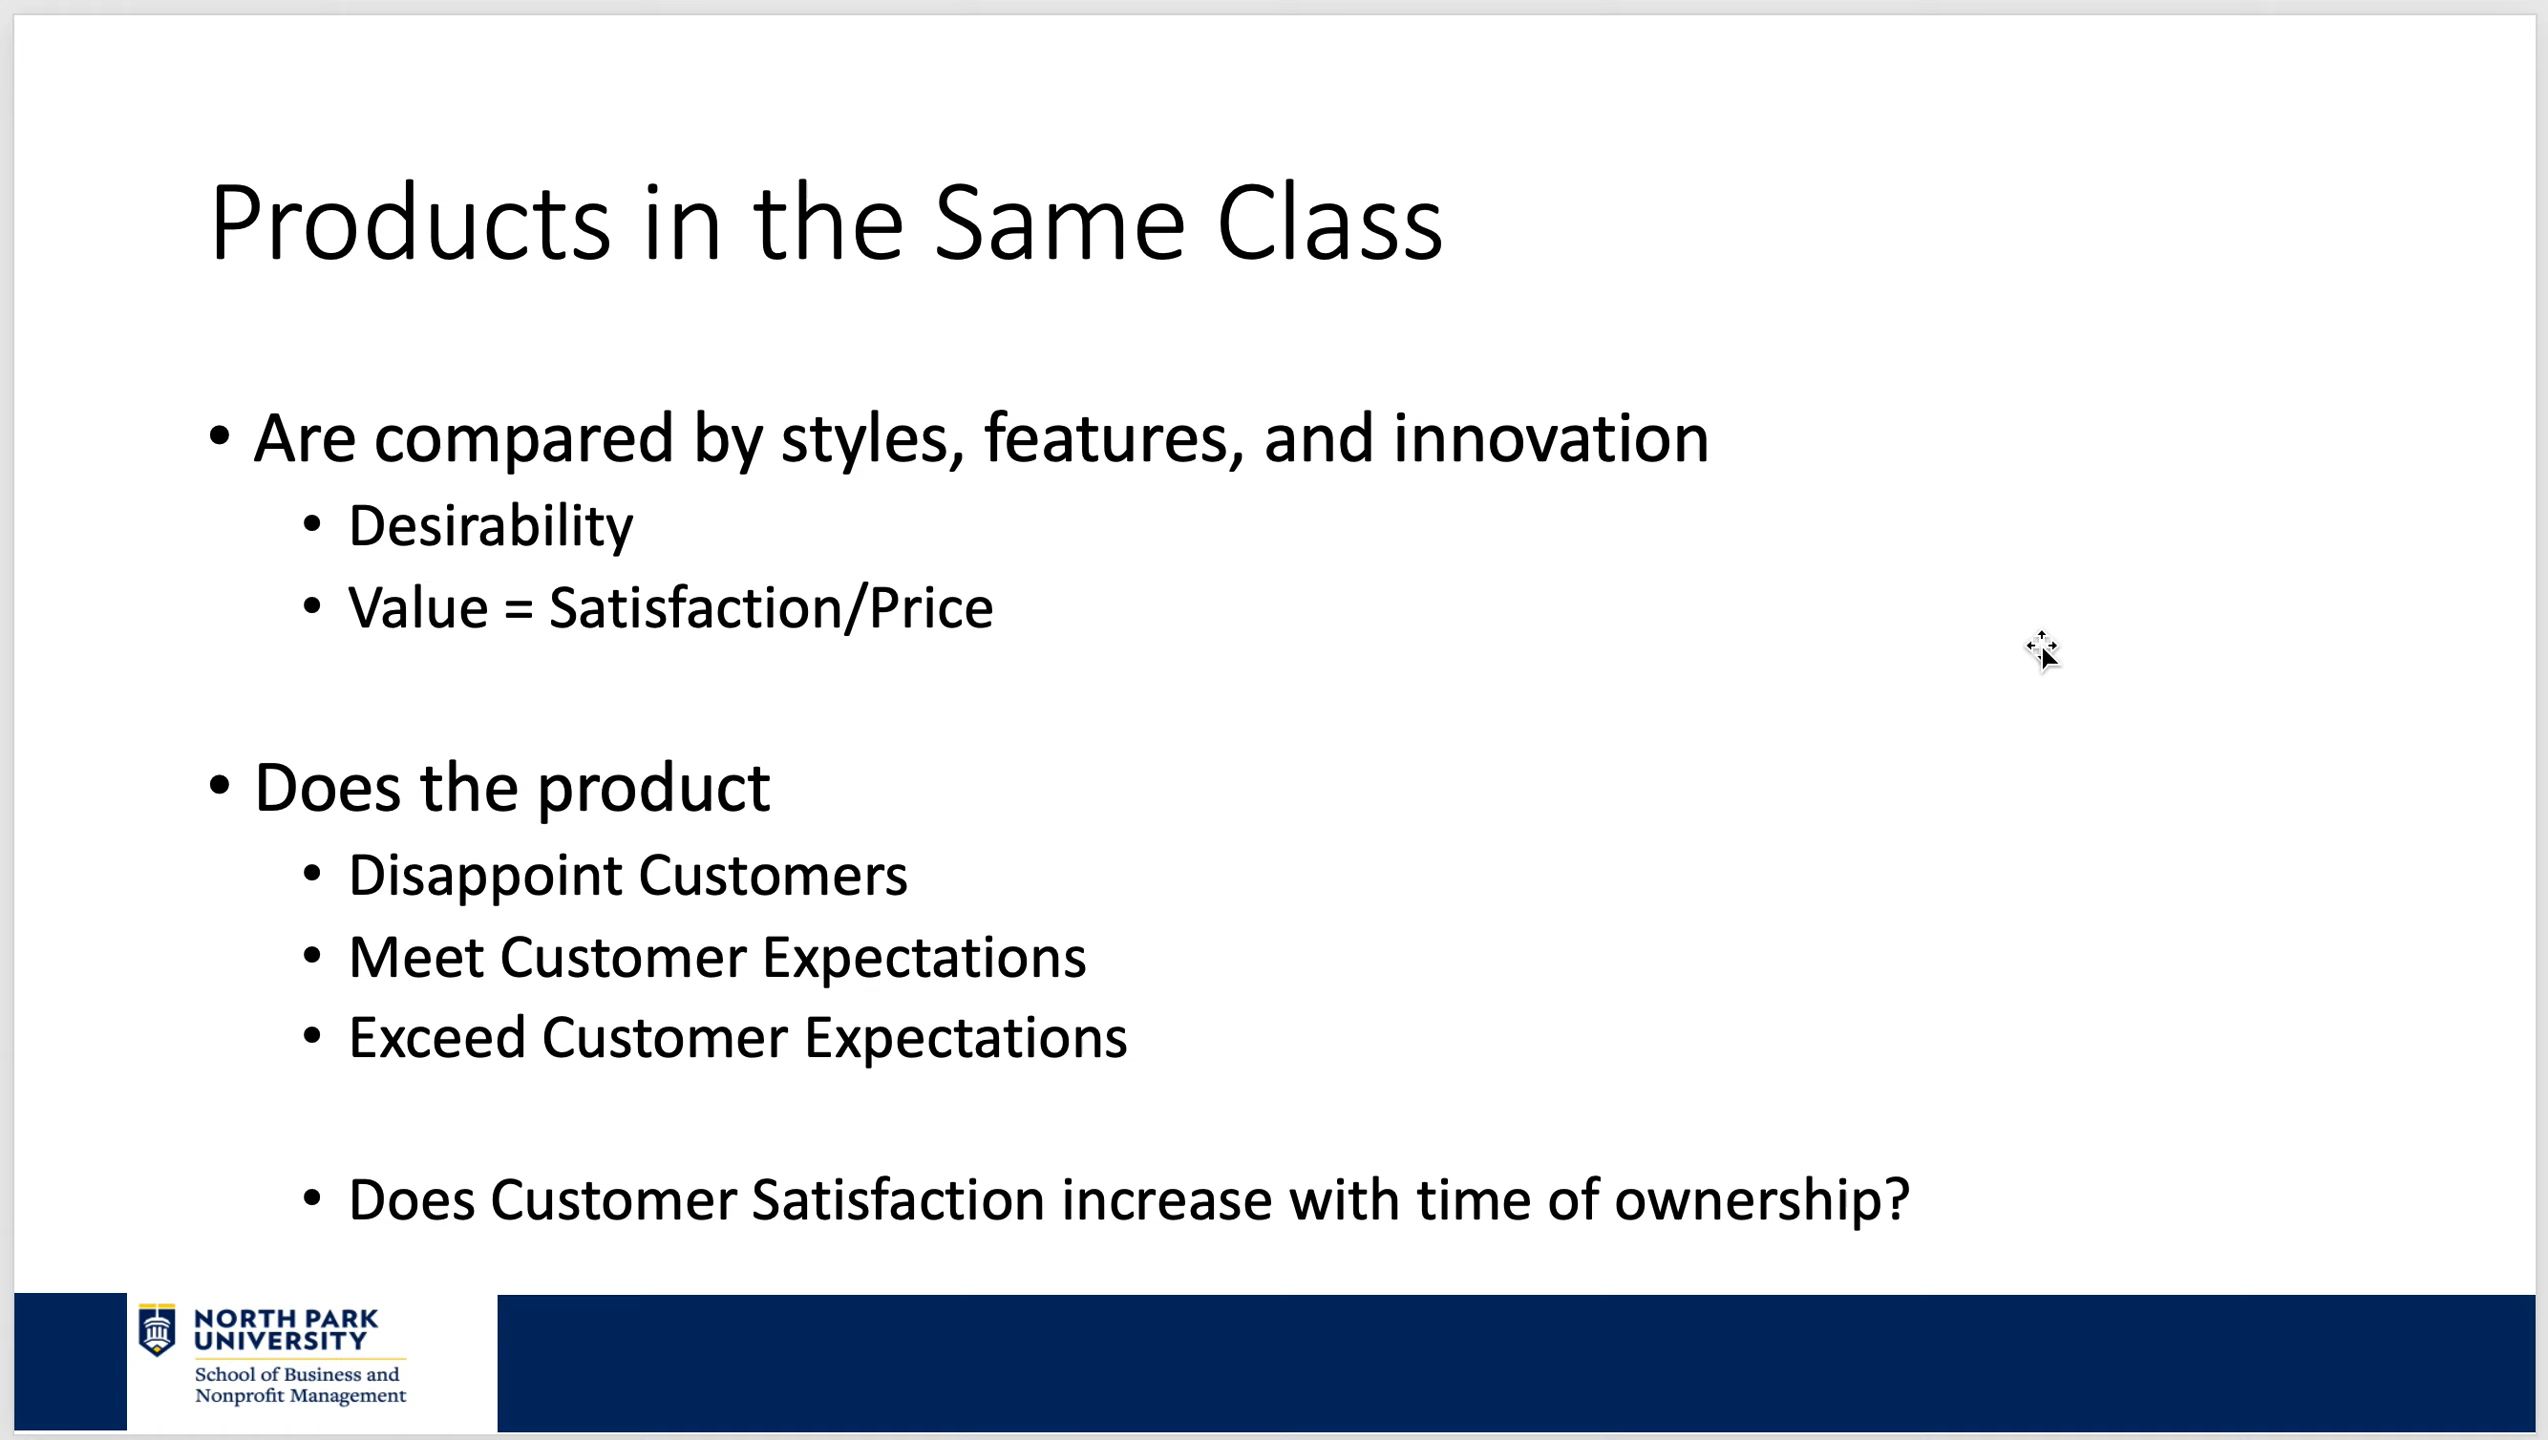 Products in the Same Class
• Are compared by styles, features, and innovation
• Desirability
• Value = Satisfaction/Price
• Does the product
• Disappoint Customers
• Meet Customer Expectations
• Exceed Customer Expectations
• Does Customer Satisfaction increase with time of ownership?
NORTH PARK
UNIVERSITY
School of Business and
Nonprofit Management